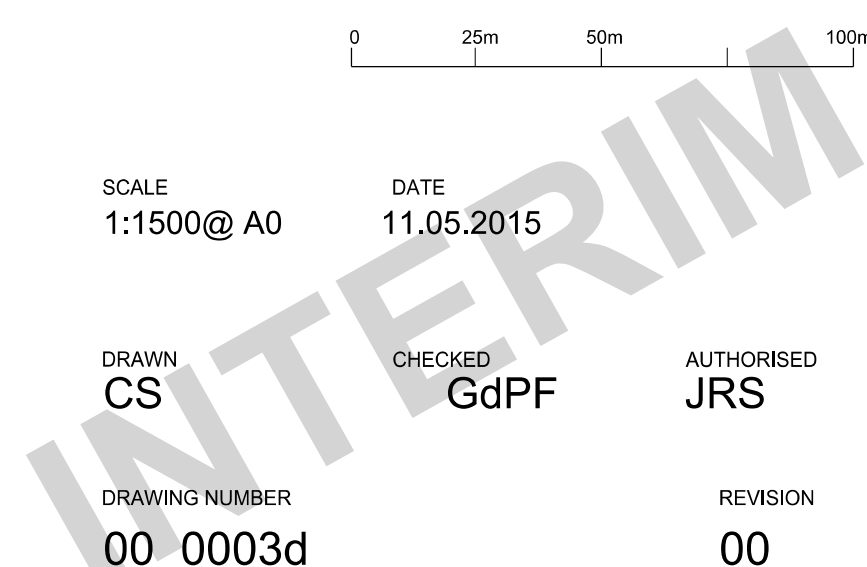 0 25m 50m 100m
SCALE DATE
1:1500@ A0 11.05.2015
DRAWN CHECKED AUTHORISED
CS GdPF JRS
DRAWING NUMBER REVISION
00 0003d 00
INTERIM